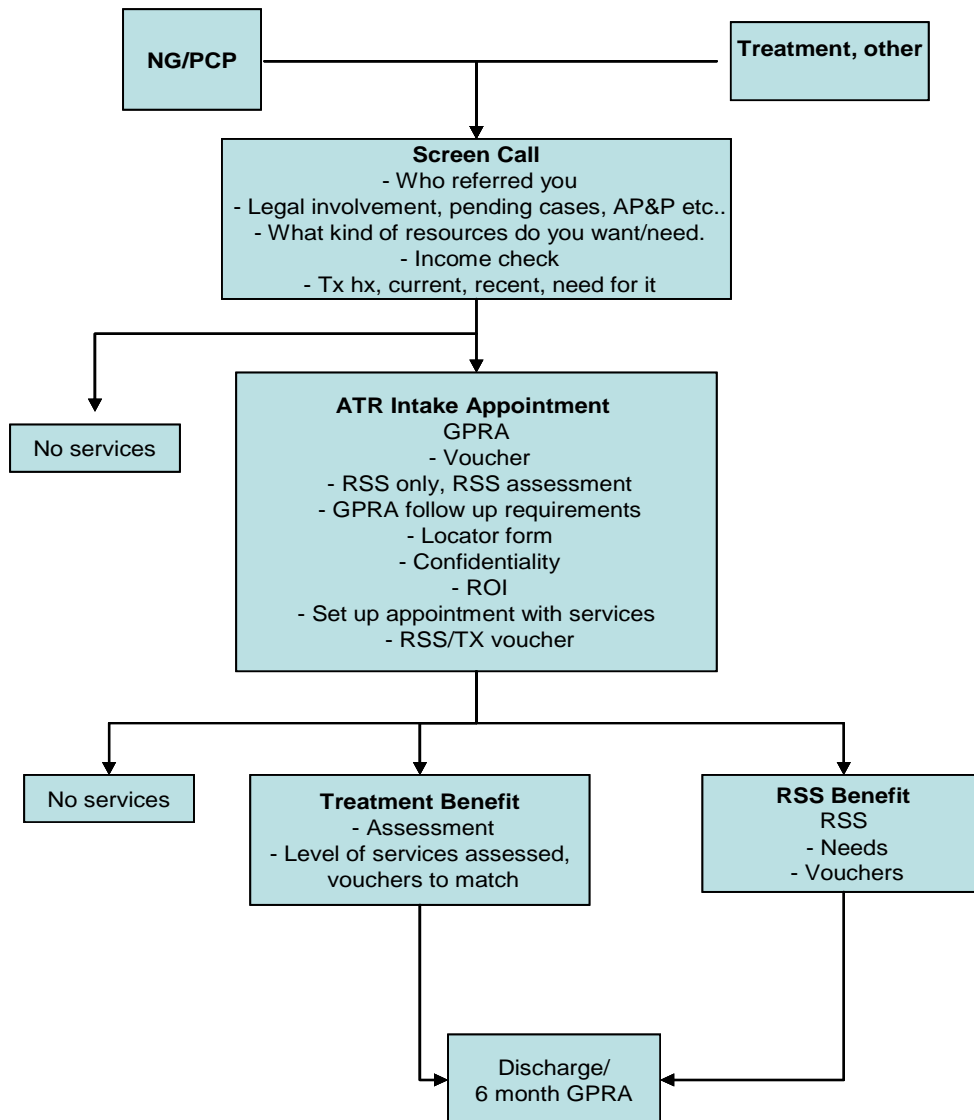 NG/PCP
Treatment, other
Screen Call
- Who referred you
- Legal involvement, pending cases, AP&P etc..
- What kind of resources do you want/need.
- Income check
- Tx hx, current, recent, need for it
No services
ATR Intake Appointment
GPRA
- Voucher
- RSS only, RSS assessment
- GPRA follow up requirements
- Locator form
- Confidentiality
- ROI
- Set up appointment with services
- RSS/TX voucher
No services
Treatment Benefit
- Assessment
- Level of services assessed,
vouchers to match
RSS Benefit
RSS
- Needs
- Vouchers
Discharge/
6 month GPRA